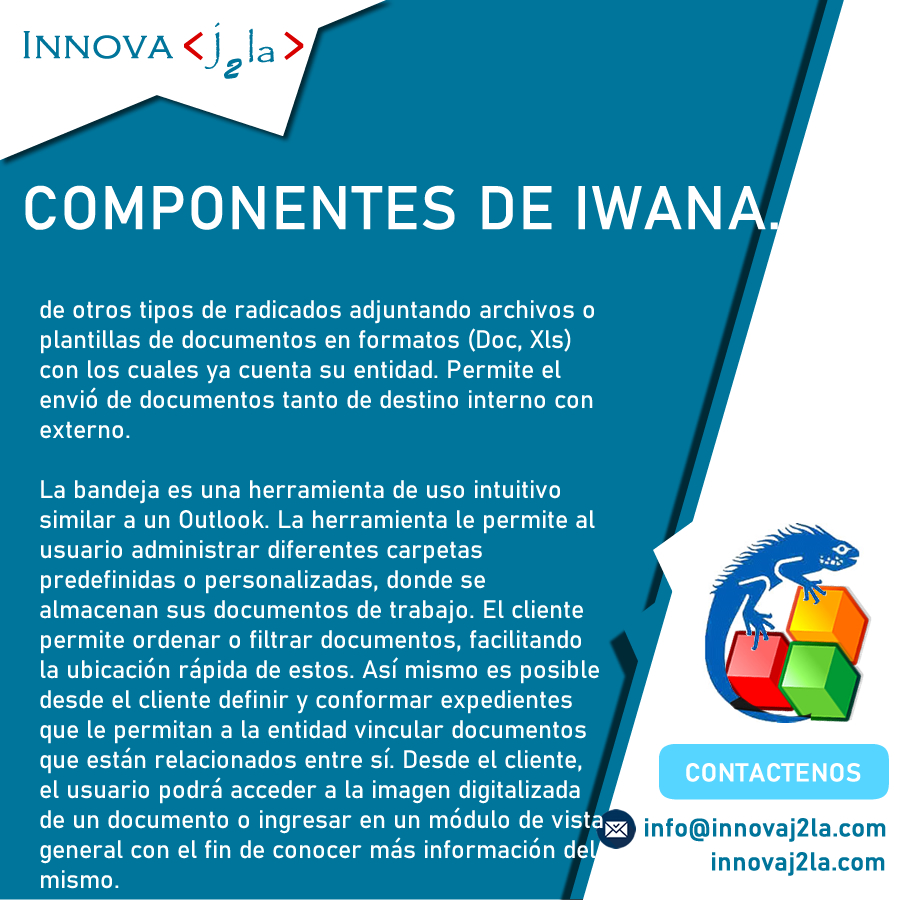 INNOVA <j2la>
COMPONENTES DE IWANA.
de otros tipos de radicados adjuntando archivos o
plantillas de documentos en formatos (Doc, Xls)
con los cuales ya cuenta su entidad. Permite el
envió de documentos tanto de destino interno con
externo.
La bandeja es una herramienta de uso intuitivo
similar a un Outlook. La herramienta le permite al
usuario administrar diferentes carpetas
predefinidas o personalizadas, donde se
almacenan sus documentos de trabajo. El cliente
permite ordenar o filtrar documentos, facilitando
la ubicación rápida de estos. Así mismo es posible
desde el cliente definir y conformar expedientes
que le permitan a la entidad vincular documentos
que están relacionados entre sí. Desde el cliente,
el usuario podrá acceder a la imagen digitalizada
de un documento o ingresar en un módulo de vista
general con el fin de conocer más información del
mismo.
CONTACTENOS
info@innovaj2la.com
innovaj2la.com